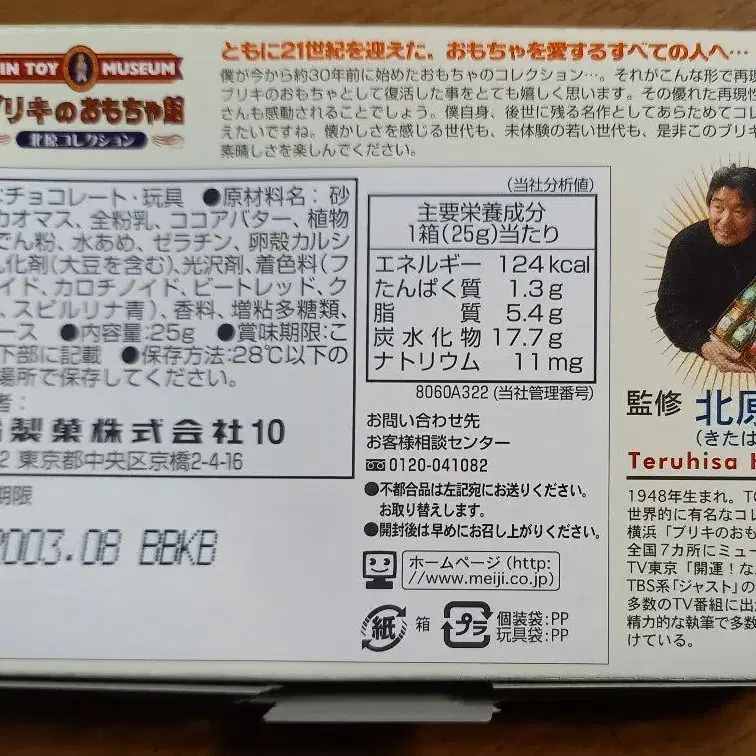 TIN TOY MUSEUM
ブリキのおもちゃ館
北原コレクション
ともに21世紀を迎えた、おもちゃを愛するすべての人へ…
僕が今から約30年前に始めたおもちゃのコレクション…。それがこんな形で再現
ブリキのおもちゃとして復活した事をとても嬉しく思います。その優れた再現性
さんも感動されることでしょう。僕自身、後世に残る名作としてあらためてコレ
えたいですね。懐かしさを感じる世代も、未体験の若い世代も、是非このブリキ
素晴しさを楽しんでください。
チョコレート・玩具 ●原材料名:砂
カオマス、全粉乳、ココアバター、植物
でん粉、水あめ、ゼラチン、卵殻カルシ
化剤(大豆を含む)、光沢剤、着色料(フ
イド、カロチノイド、ビートレッド、ク
、スピルリナ青)、香料、増粘多糖類、
ース ●内容量:25g ●賞味期限:こ
下部に記載 ●保存方法:28℃以下の
場所で保存してください。
者:
製菓株式会社10
2 東京都中央区京橋2-4-16
期限
2003.08 BBKB
(当社分析値)
主要栄養成分
1箱(25g)当たり
エネルギー 124kcal
たんぱく質 1.3g
脂質 5.4g
炭水化物 17.7g
ナトリウム 11mg
8060A322 (当社管理番号)
お問い合わせ先
お客様相談センター
0120-041082
●不都合品は左記宛にお送りください。
お取り替えします。
●開封後は早めにお召し上がりください。
ホームページ(http:
//www.meiji.co.jp)
紙 箱
プラ 個装袋:PP
玩具袋:PP
監修 北原
(きたは
Teruhisa
1948年生まれ。TO
世界的に有名なコレ
横浜「ブリキのおも
全国7カ所にミュー
TV東京「開運!な
TBS系「ジャスト」の
多数のTV番組に出
精力的な執筆で多数
けている。